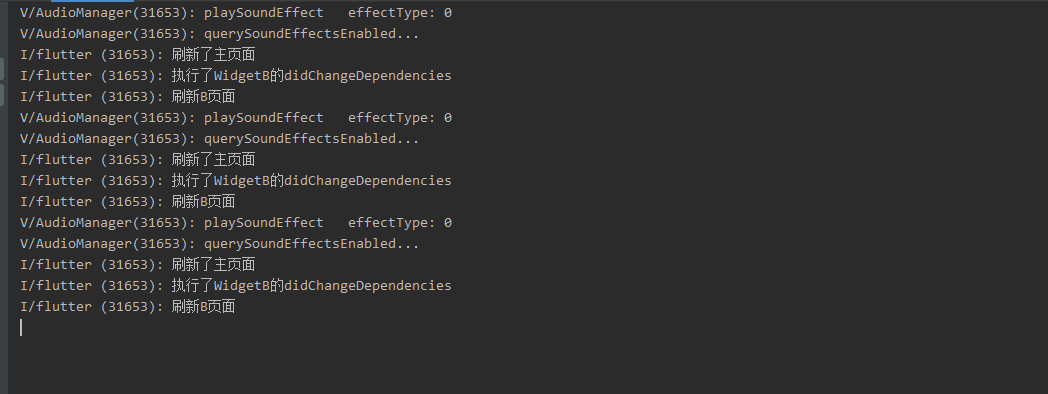 V/AudioManager(31653): playSoundEffect   effectType: 0
V/AudioManager(31653): querySoundEffectsEnabled...
I/flutter (31653): 刷新了主页面
I/flutter (31653): 执行了WidgetB的didChangeDependencies
I/flutter (31653): 刷新B页面
V/AudioManager(31653): playSoundEffect   effectType: 0
V/AudioManager(31653): querySoundEffectsEnabled...
I/flutter (31653): 刷新了主页面
I/flutter (31653): 执行了WidgetB的didChangeDependencies
I/flutter (31653): 刷新B页面
V/AudioManager(31653): playSoundEffect   effectType: 0
V/AudioManager(31653): querySoundEffectsEnabled...
I/flutter (31653): 刷新了主页面
I/flutter (31653): 执行了WidgetB的didChangeDependencies
I/flutter (31653): 刷新B页面